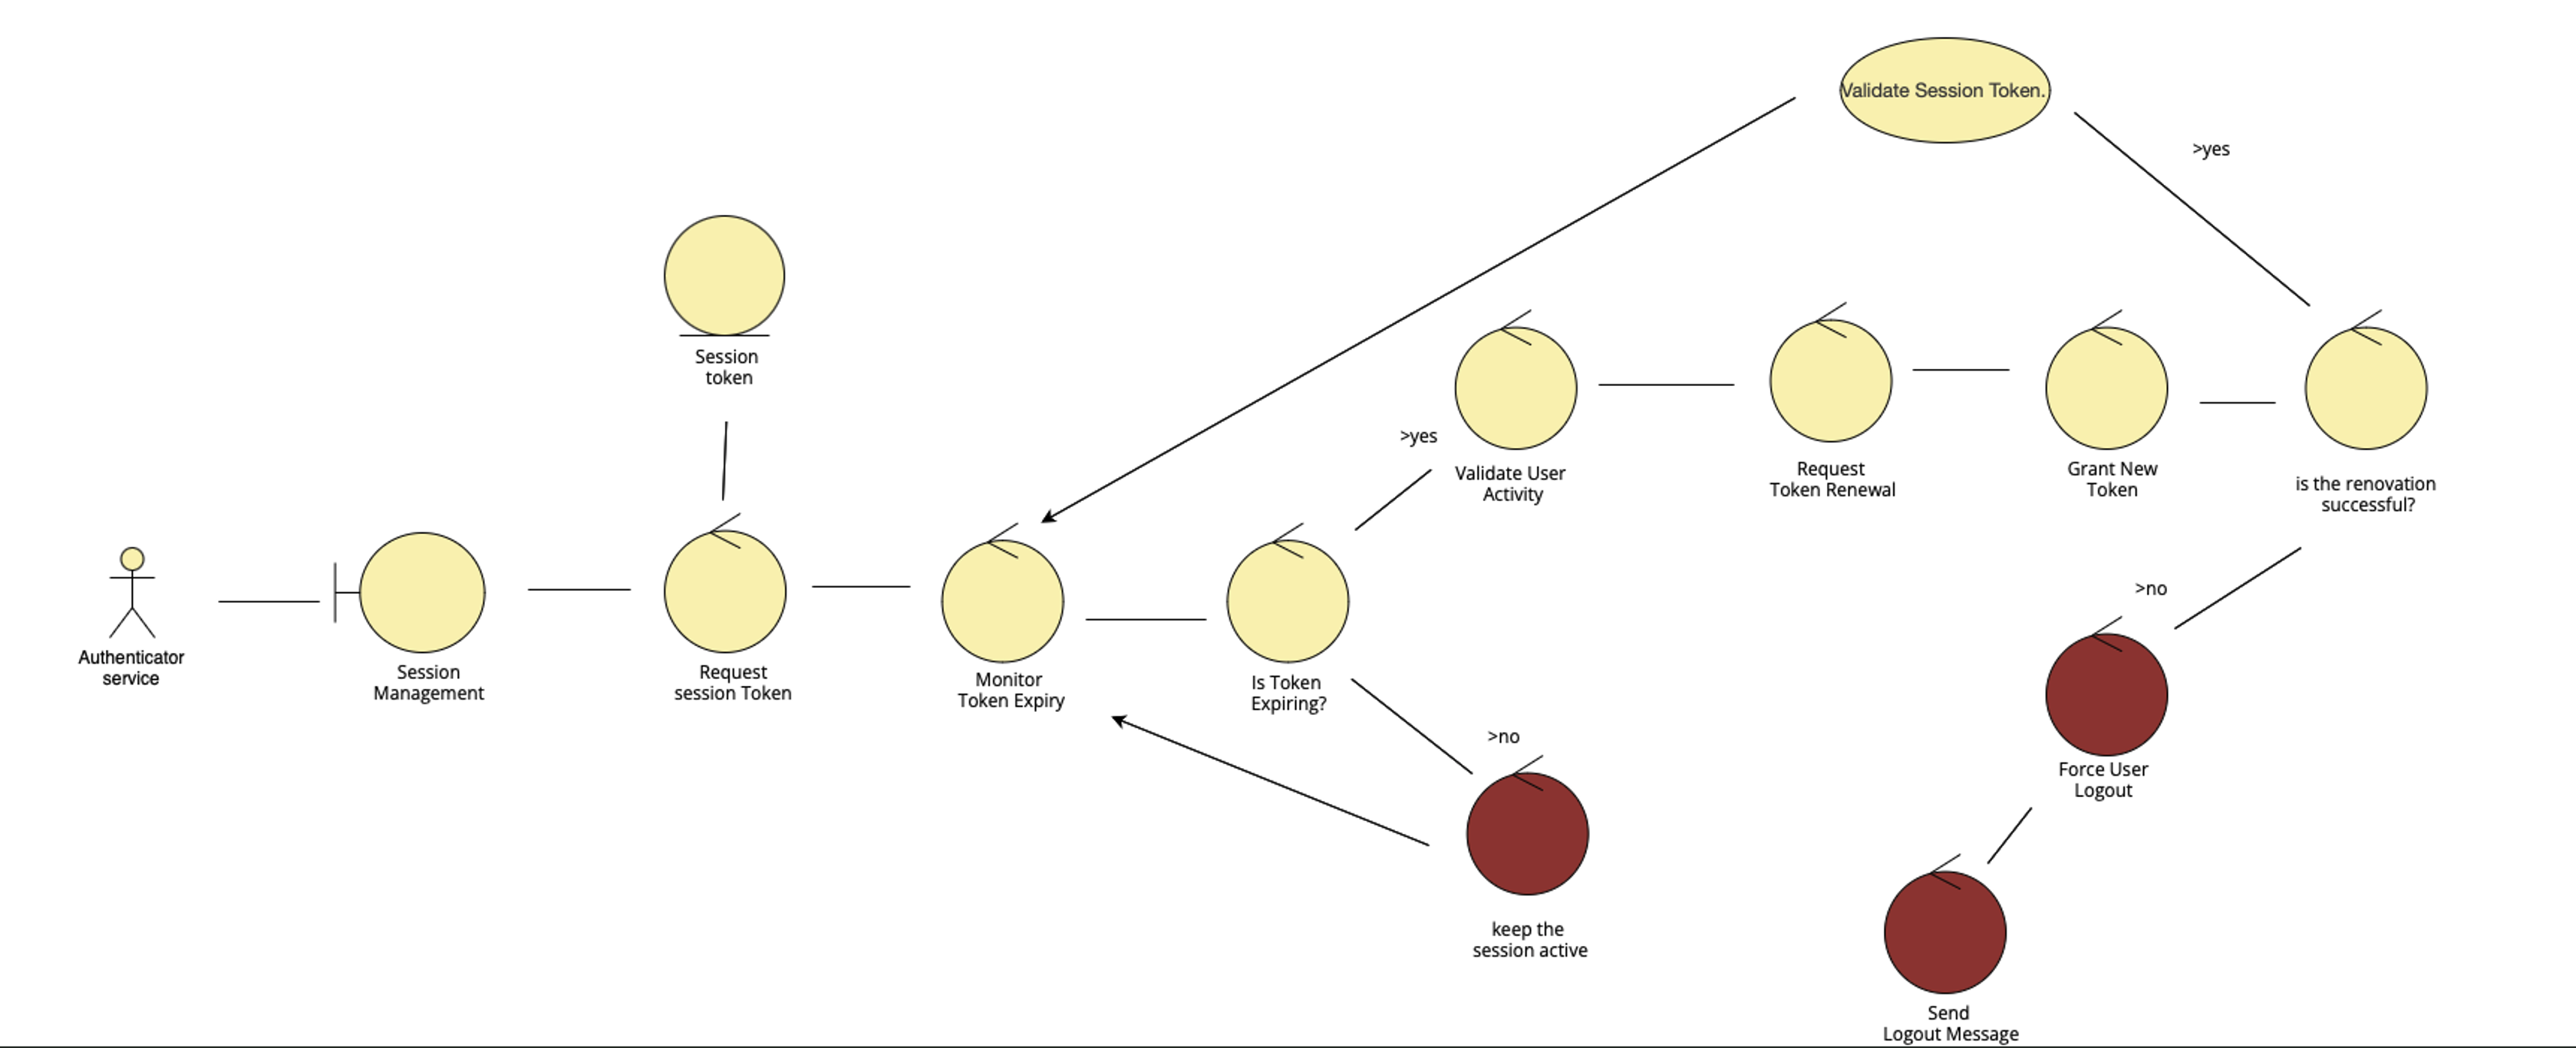 Validate Session Token.
>yes
Session
token
>yes
Validate User
Activity
Request
Token Renewal
Grant New
Token
is the renovation
successful?
>no
Authenticator
service
Session
Management
Request
session Token
Monitor
Token Expiry
Is Token
Expiring?
>no
Force User
Logout
keep the
session active
Send
Logout Message